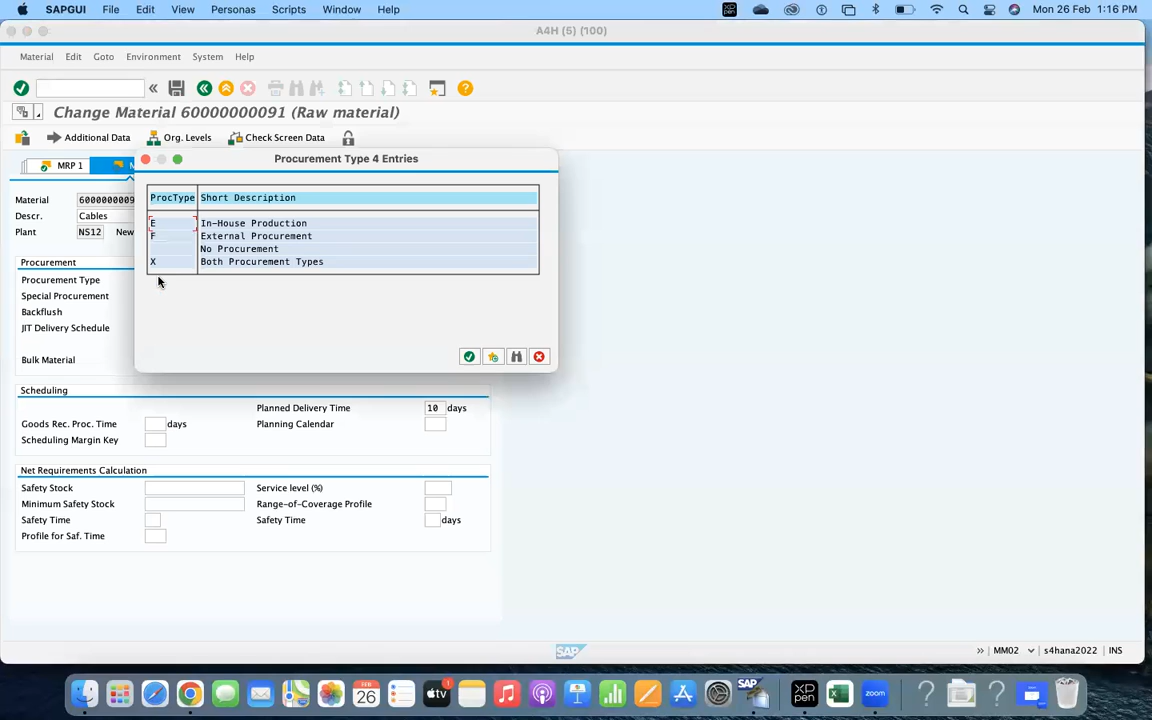 SAPGUI File Edit View Personas Scripts Window Help Mon 26 Feb 1:16 PM
A4H (5) (100)
Material Edit Goto Environment System Help
Change Material 60000000091 (Raw material)
Additional Data Org. Levels Check Screen Data
MRP 1
Procurement Type 4 Entries
ProcType Short Description
E In-House Production
F External Procurement
No Procurement
X Both Procurement Types
Material 6000000009
Descr. Cables
Plant NS12 New
Procurement
Procurement Type
Special Procurement
Backflush
JIT Delivery Schedule
Bulk Material
Scheduling
Planned Delivery Time 10 days
Goods Rec. Proc. Time days Planning Calendar
Scheduling Margin Key
Net Requirements Calculation
Safety Stock Service level (%)
Minimum Safety Stock Range-of-Coverage Profile
Safety Time Safety Time days
Profile for Saf. Time
SAP
MM02 s4hana2022 INS
FEB
26
tv
SAP
zoom